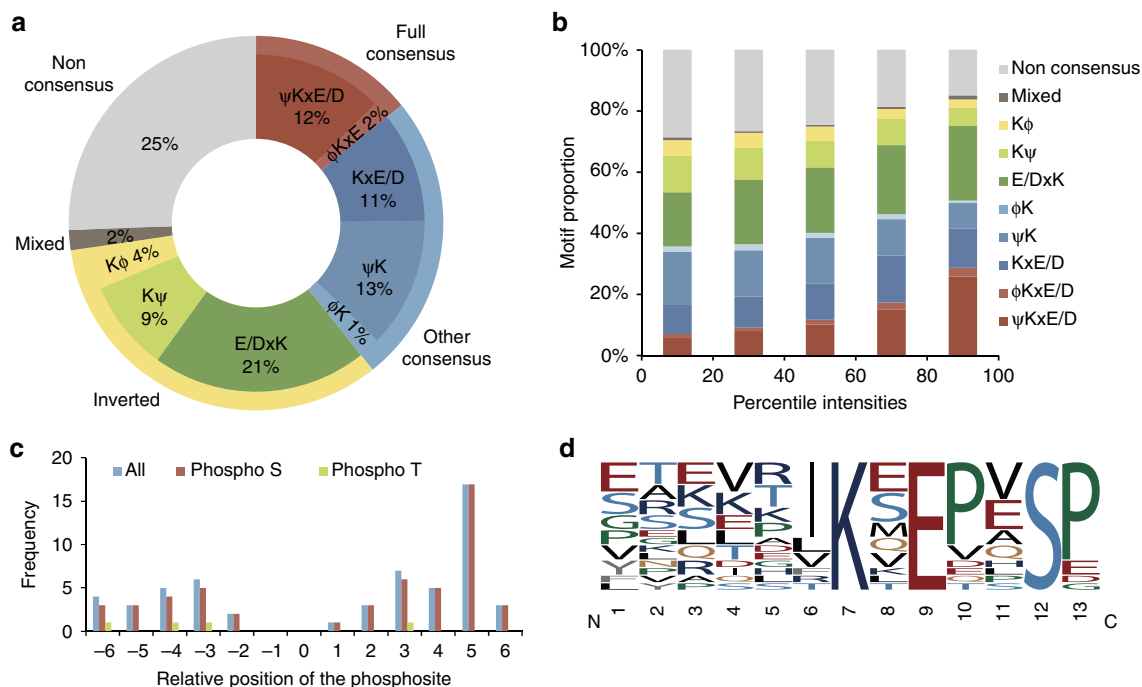 a
Full consensus
Non consensus
ψKxE/D 12%
ϕKxE 2%
25%
KxE/D 11%
Mixed
2%
Kϕ 4%
ψK 13%
Kψ 9%
ϕK 1%
E/DxK 21%
Other consensus
Inverted
b
100%
80%
60%
40%
20%
0%
Motif proportion
0 20 40 60 80 100
Percentile intensities
Non consensus
Mixed
Kϕ
Kψ
E/DxK
ϕK
ψK
KxE/D
ϕKxE/D
ψKxE/D
c
All Phospho S Phospho T
20
15
10
5
0
Frequency
–6 –5 –4 –3 –2 –1 0 1 2 3 4 5 6
Relative position of the phosphosite
d
E T E V R I K E E P V S P
N 1 2 3 4 5 6 7 8 9 10 11 12 13 C